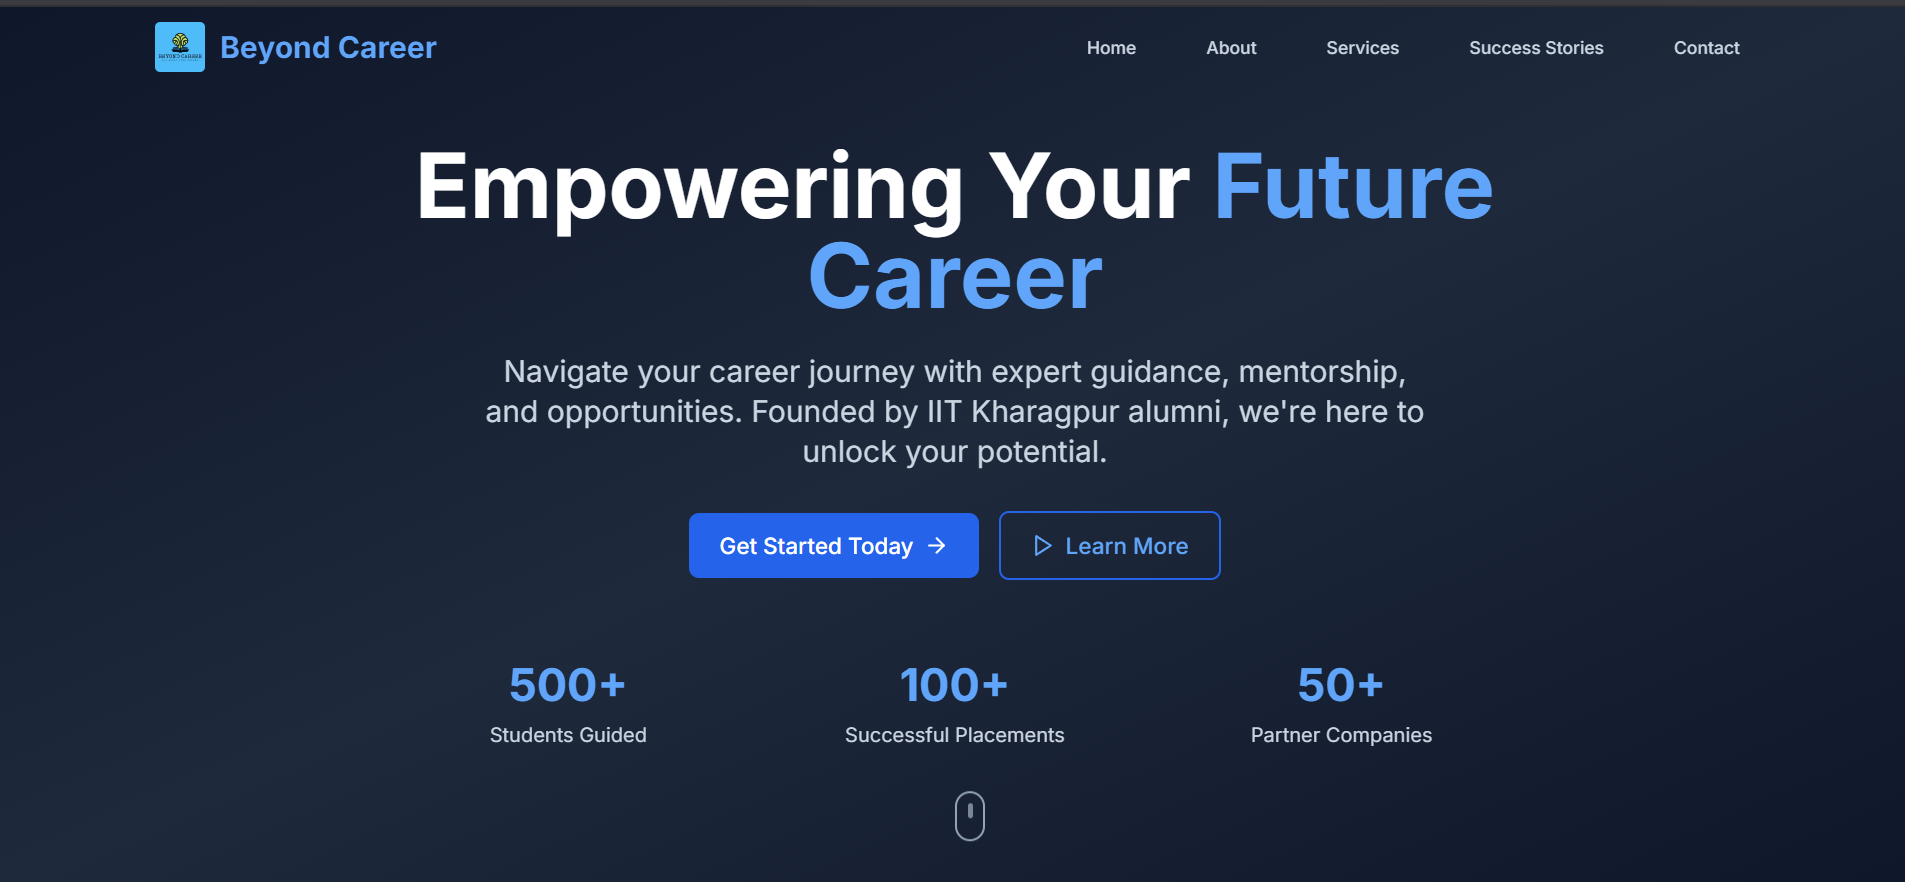 BEYOND CAREER
Beyond Career
Home
About
Services
Success Stories
Contact
Empowering Your Future
Career
Navigate your career journey with expert guidance, mentorship,
and opportunities. Founded by IIT Kharagpur alumni, we're here to
unlock your potential.
Get Started Today
Learn More
500+
Students Guided
100+
Successful Placements
50+
Partner Companies